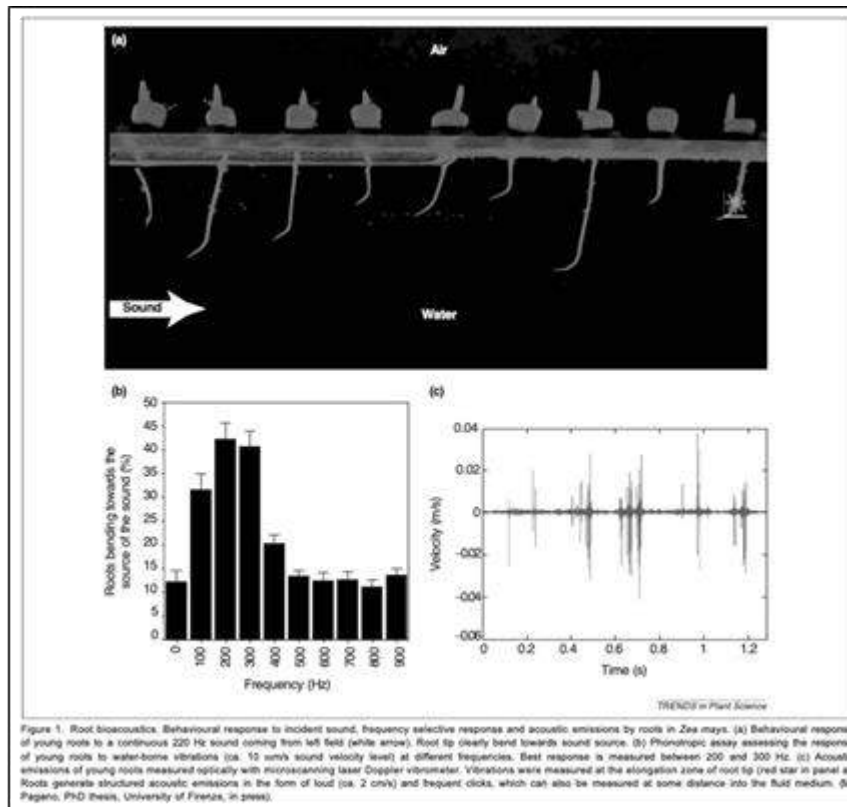 (a)
Air
Sound
Water
(b)
50
45
40
35
30
25
20
15
10
5
0
Roots bending towards the
source of the sound (%)
0 100 200 300 400 500 600 700 800 900
Frequency (Hz)
(c)
0.04
0.02
0
-0.02
-0.04
-0.06
Velocity (m/s)
0 0.2 0.4 0.6 0.8 1 1.2
Time (s)
TRENDS in Plant Science
Figure 1. Root bioacoustics. Behavioural response to incident sound, frequency selective response and acoustic emissions by roots in Zea mays. (a) Behavioural respons
of young roots to a continuous 220 Hz sound coming from left field (white arrow). Root tip clearly bend towards sound source. (b) Phonotropic assay assessing the respons
of young roots to water-borne vibrations (ca. 10 sound velocity level) at different frequencies. Best response is measured between 200 and 300 Hz. (c) Acoust
emissions of young roots measured optically with microscanning laser Doppler vibrometer. Vibrations were measured at the elongation zone of root tip (red star in panel a
Roots generate structured acoustic emissions in the form of loud (ca. 2 cm/s) and frequent clicks, which can also be measured at some distance into the fluid medium. (M
Pagano, PhD thesis, University of Firenze, in press).